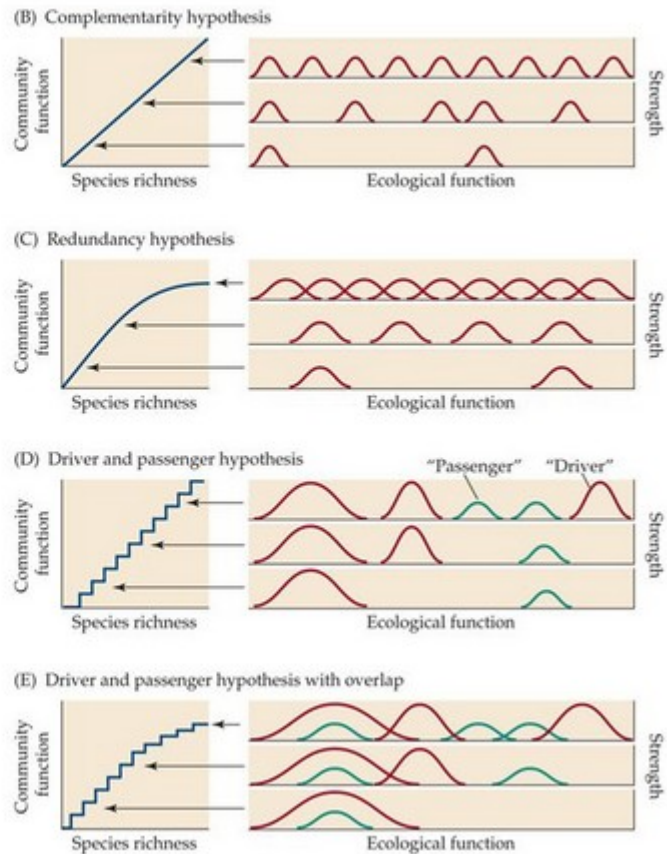 (B) Complementarity hypothesis
Community
function
Strength
Species richness
Ecological function
(C) Redundancy hypothesis
Community
function
Strength
Species richness
Ecological function
(D) Driver and passenger hypothesis
"Passenger"
"Driver"
Community
function
Strength
Species richness
Ecological function
(E) Driver and passenger hypothesis with overlap
Community
function
Strength
Species richness
Ecological function